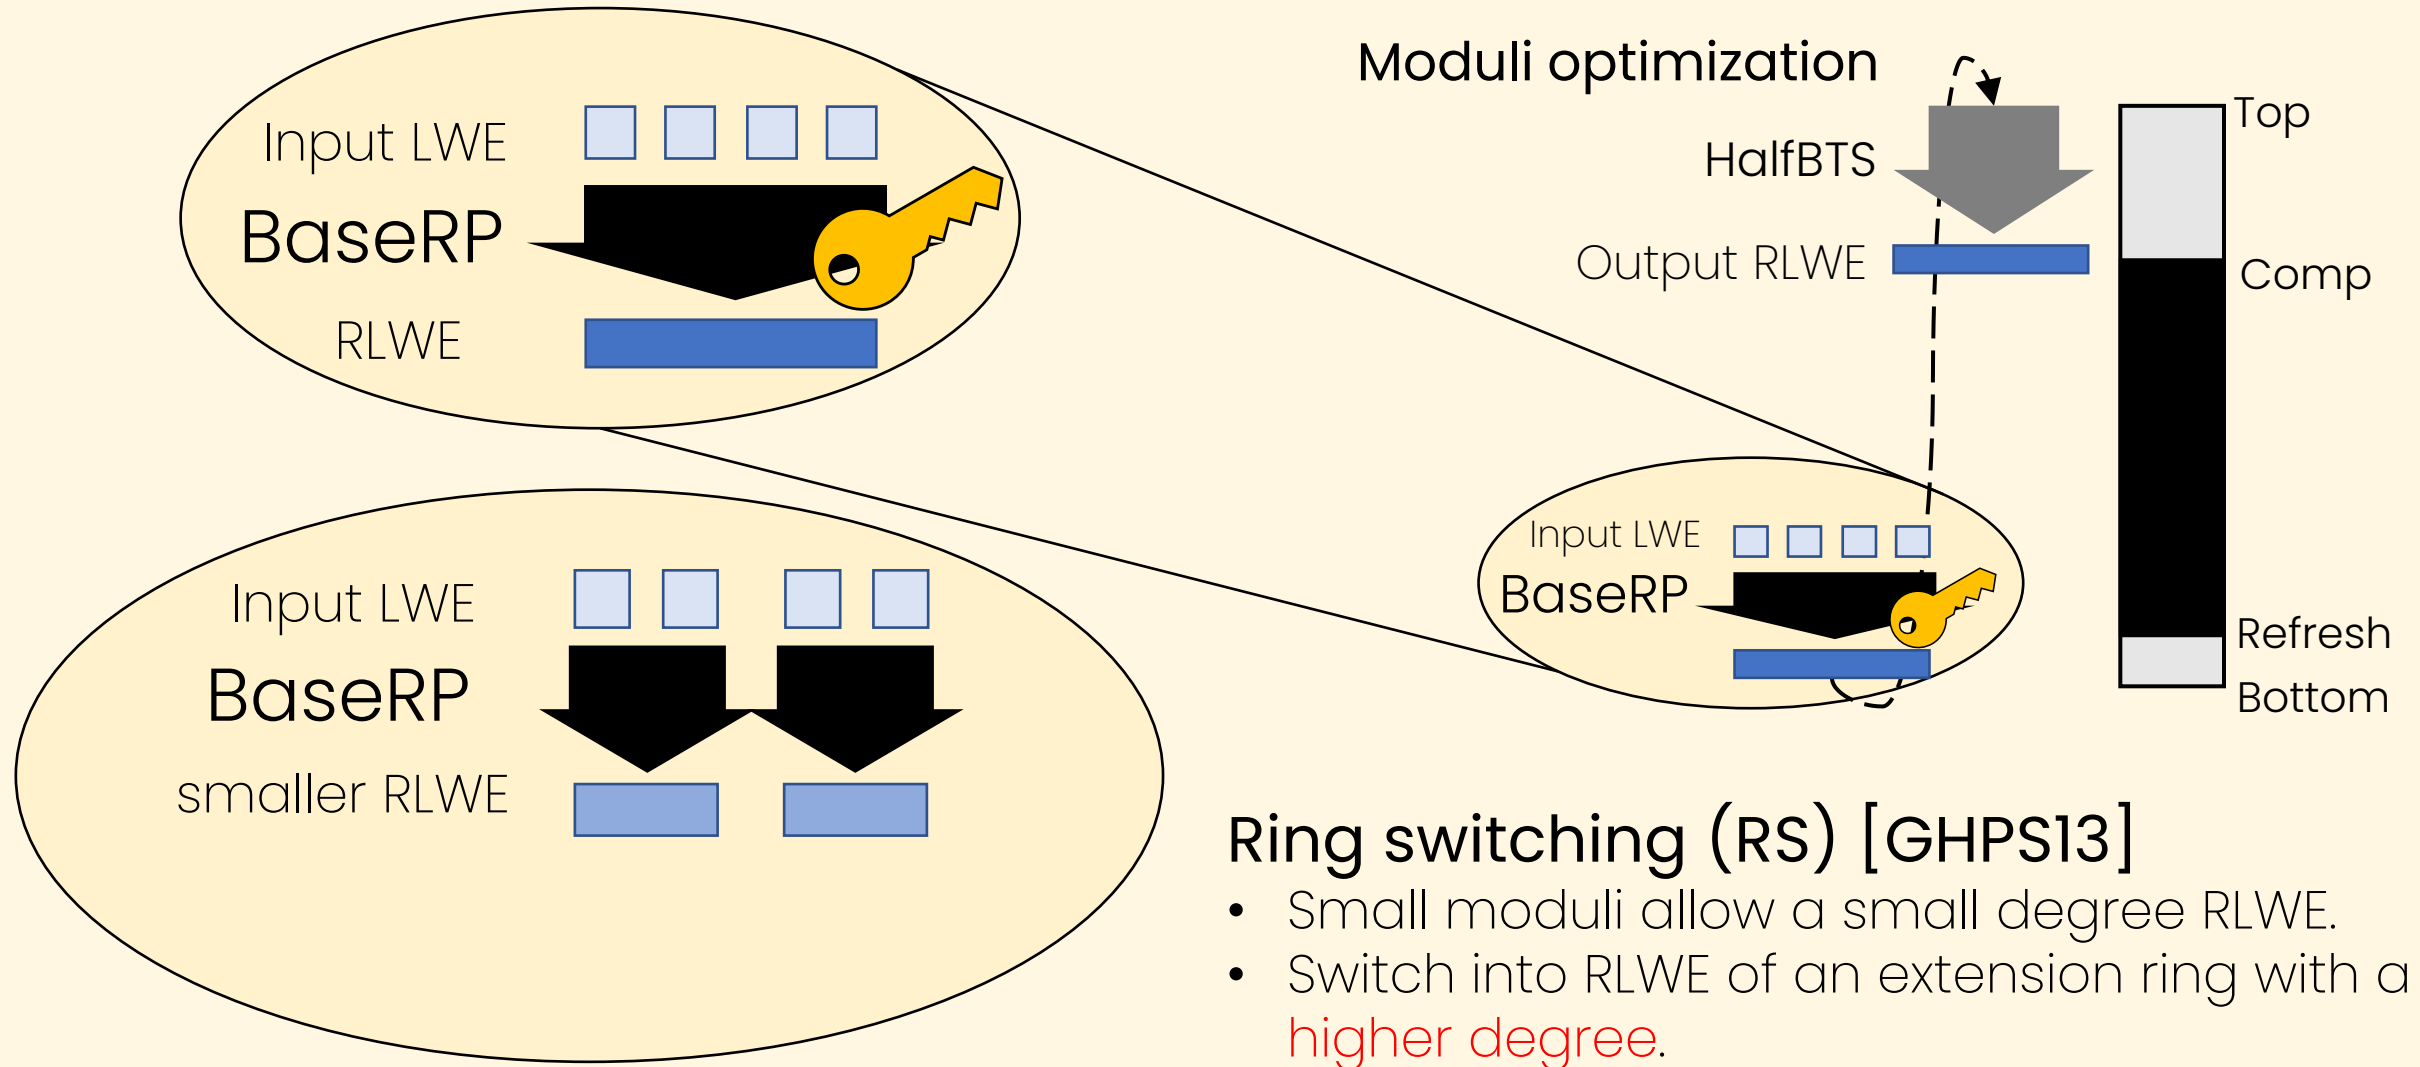 Input LWE
BaseRP
RLWE
Input LWE
BaseRP
smaller RLWE
Moduli optimization
HalfBTS
Output RLWE
Top
Comp
Refresh
Bottom
Input LWE
BaseRP
Ring switching (RS) [GHPS13]
• Small moduli allow a small degree RLWE.
• Switch into RLWE of an extension ring with a
higher degree.